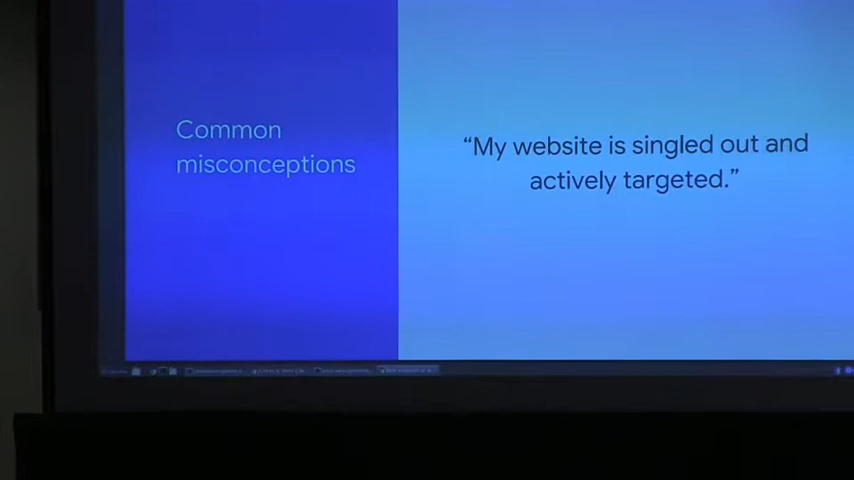 Common
misconceptions
“My website is singled out and
actively targeted.”